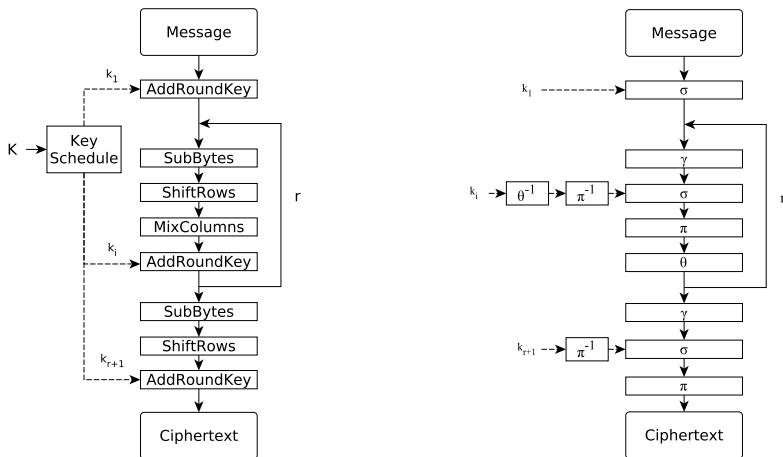 Message
k1
AddRoundKey
K
Key
Schedule
SubBytes
ShiftRows
r
MixColumns
ki
AddRoundKey
SubBytes
ShiftRows
kr+1
AddRoundKey
Ciphertext
Message
k1
σ
γ
ki
θ-1
π-1
σ
π
θ
γ
kr+1
π-1
σ
π
Ciphertext